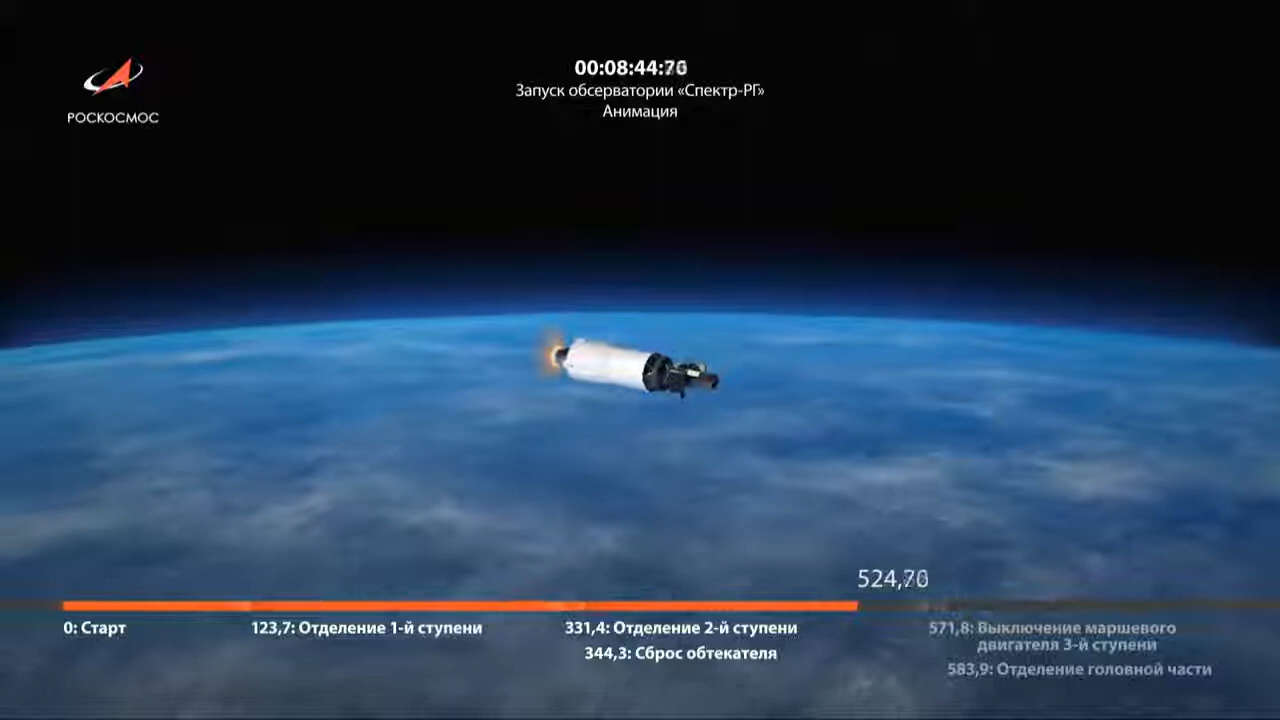 00:08:44:
Запуск обсерватории «Спектр-РГ»
Анимация
РОСКОСМОС
524,
0: Старт
123,7: Отделение 1-й ступени
331,4: Отделение 2-й ступени
344,3: Сброс обтекателя
571,8: Выключение маршевого
двигателя 3-й ступени
583,9: Отделение головной части